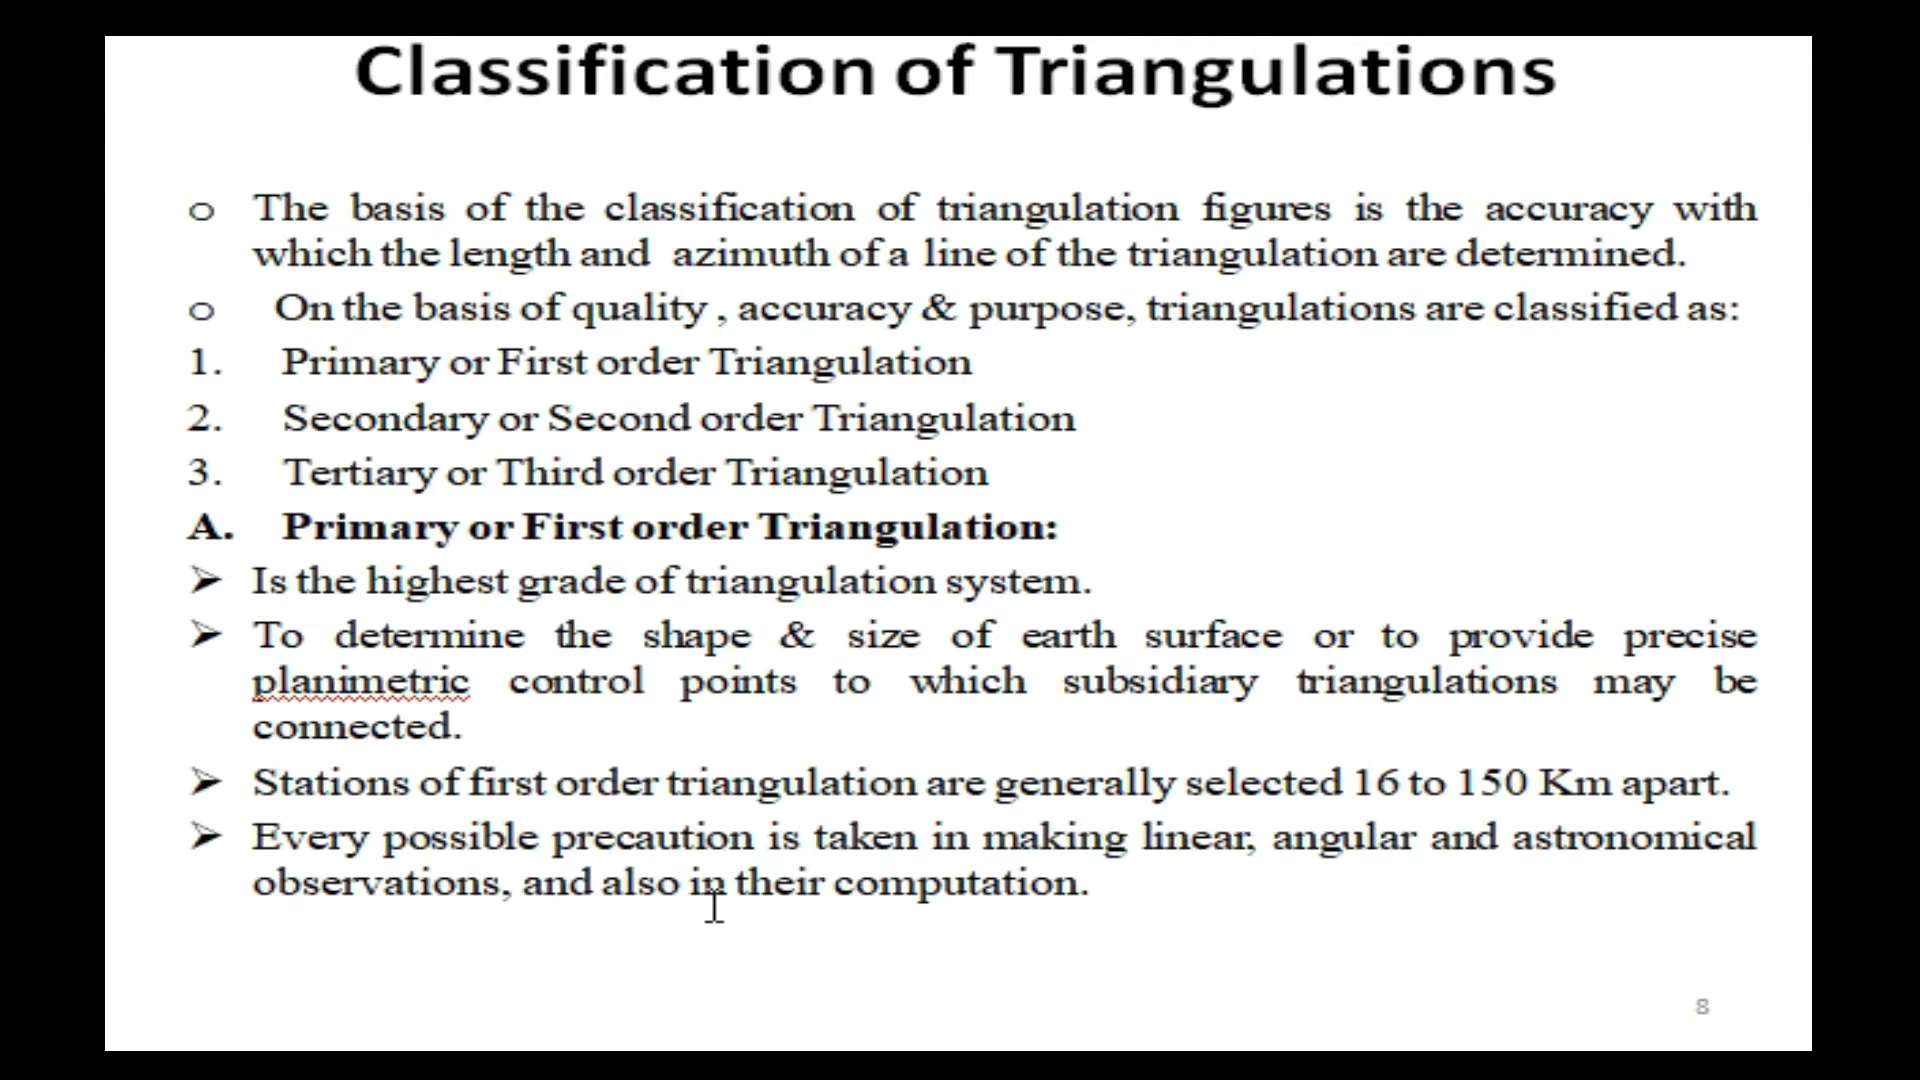 Classification of Triangulations
o The basis of the classification of triangulation figures is the accuracy with
which the length and azimuth of a line of the triangulation are determined.
o On the basis of quality , accuracy & purpose, triangulations are classified as:
1. Primary or First order Triangulation
2. Secondary or Second order Triangulation
3. Tertiary or Third order Triangulation
A. Primary or First order Triangulation:
➢ Is the highest grade of triangulation system.
➢ To determine the shape & size of earth surface or to provide precise
planimetric control points to which subsidiary triangulations may be
connected.
➢ Stations of first order triangulation are generally selected 16 to 150 Km apart.
➢ Every possible precaution is taken in making linear, angular and astronomical
observations, and also in their computation.
8